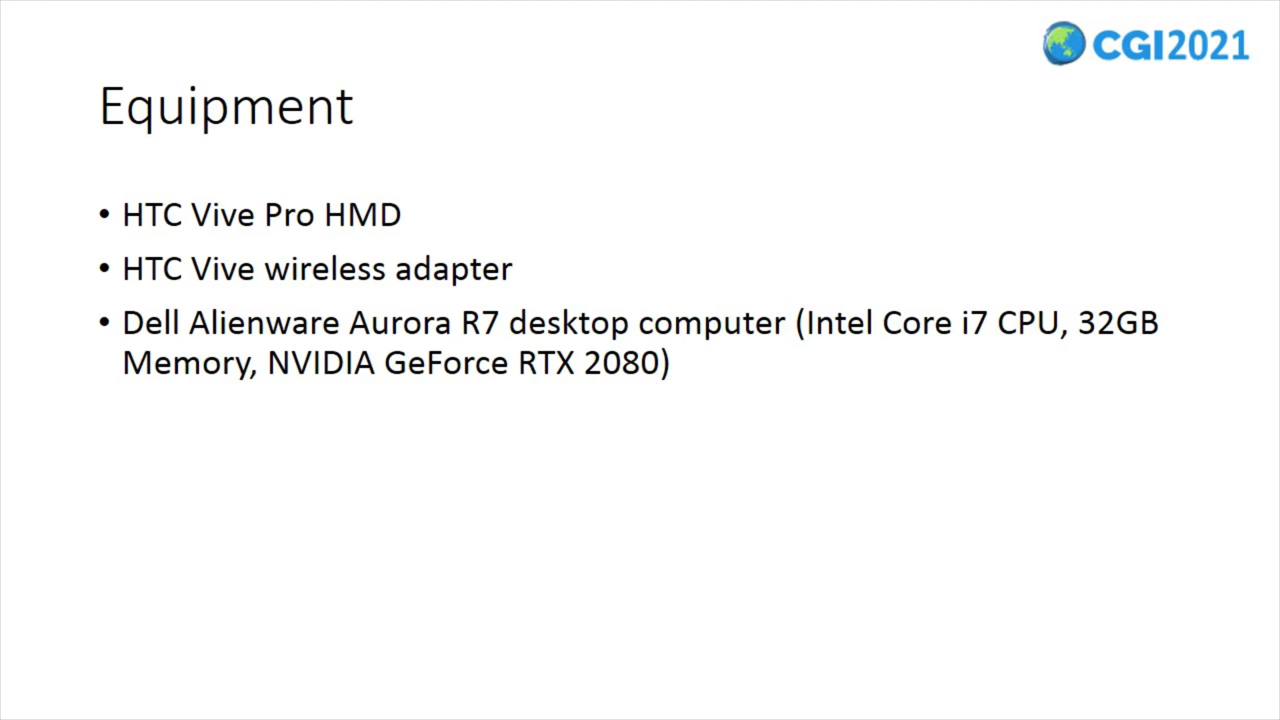 CGI2021
Equipment
• HTC Vive Pro HMD
• HTC Vive wireless adapter
• Dell Alienware Aurora R7 desktop computer (Intel Core i7 CPU, 32GB
Memory, NVIDIA GeForce RTX 2080)